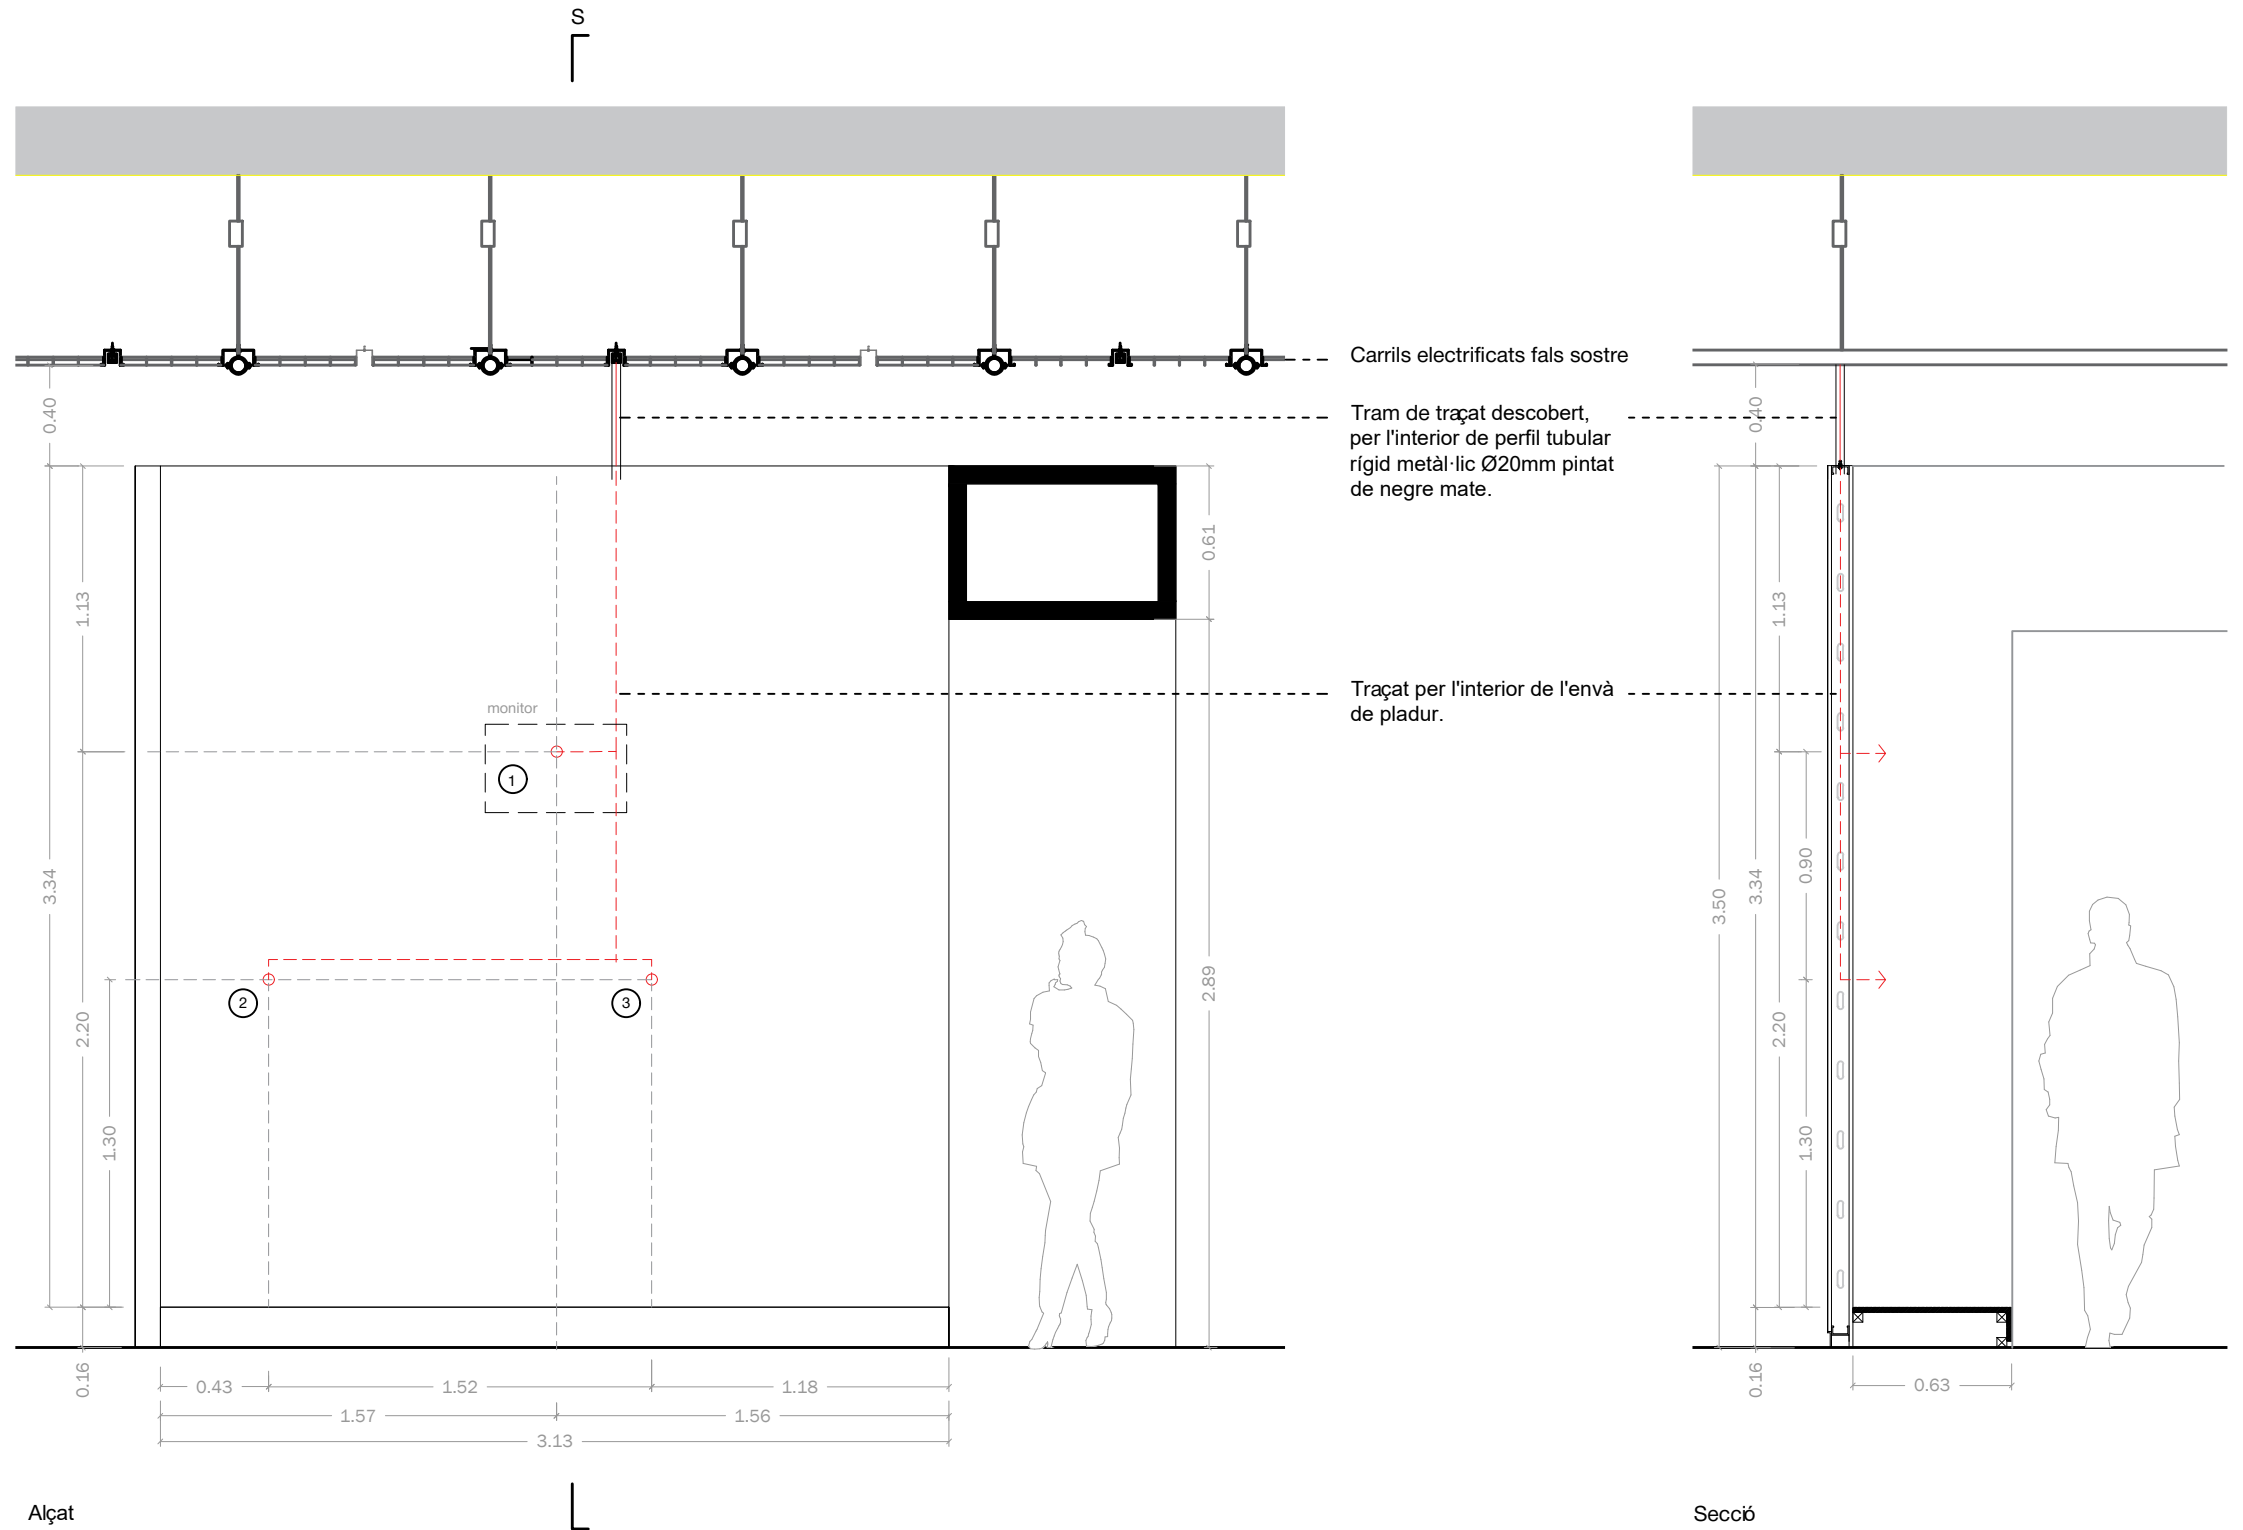 S
Carrils electrificats fals sostre
Tram de traçat descobert,
per l'interior de perfil tubular
rígid metàl·lic Ø20mm pintat
de negre mate.
0.40
0.40
0.61
1.13
1.13
Traçat per l'interior de l'envà
de pladur.
monitor
1
3.34
3.50
3.34
0.90
2.89
2
3
2.20
2.20
1.30
1.30
0.16
0.16
0.43
1.52
1.18
0.63
1.57
1.56
3.13
Alçat
Secció